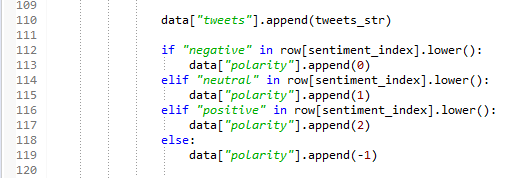 109
110 data["tweets"].append(tweets_str)
111
112 if "negative" in row[sentiment_index].lower():
113 data["polarity"].append(0)
114 elif "neutral" in row[sentiment_index].lower():
115 data["polarity"].append(1)
116 elif "positive" in row[sentiment_index].lower():
117 data["polarity"].append(2)
118 else:
119 data["polarity"].append(-1)
120